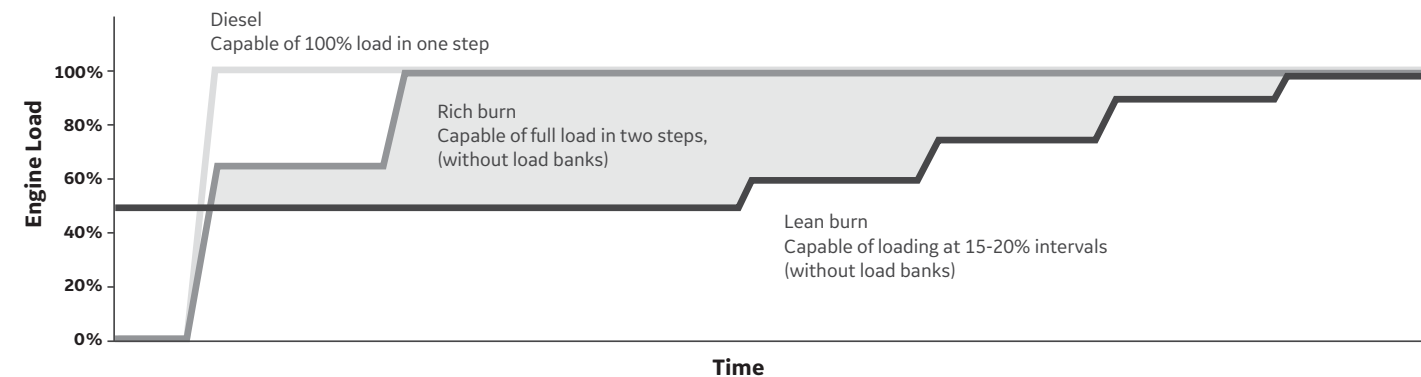 Diesel
Capable of 100% load in one step
100%
80%
60%
40%
20%
0%
Engine Load
Rich burn
Capable of full load in two steps,
(without load banks)
Lean burn
Capable of loading at 15-20% intervals
(without load banks)
Time